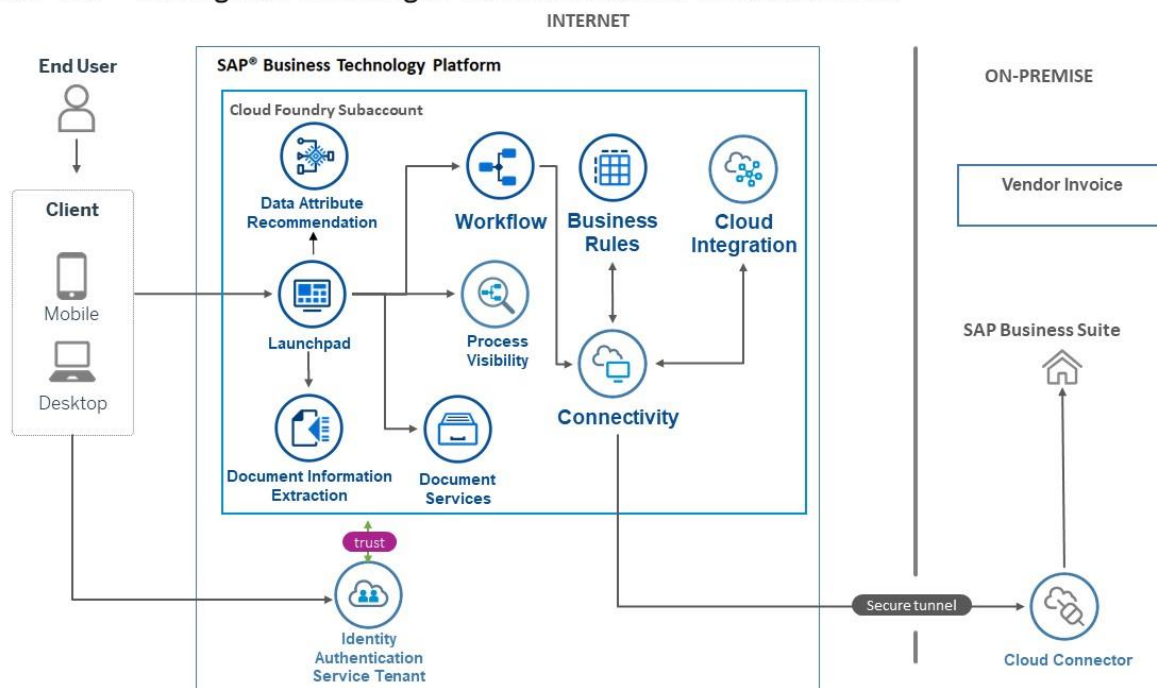 INTERNET
End User
SAP® Business Technology Platform
ON-PREMISE
Cloud Foundry Subaccount
Data Attribute
Recommendation
Workflow
Business
Rules
Cloud
Integration
Vendor Invoice
Client
Mobile
Desktop
Launchpad
Process
Visibility
Connectivity
SAP Business Suite
Document Information
Extraction
Document
Services
trust
Identity
Authentication
Service Tenant
Secure tunnel
Cloud Connector